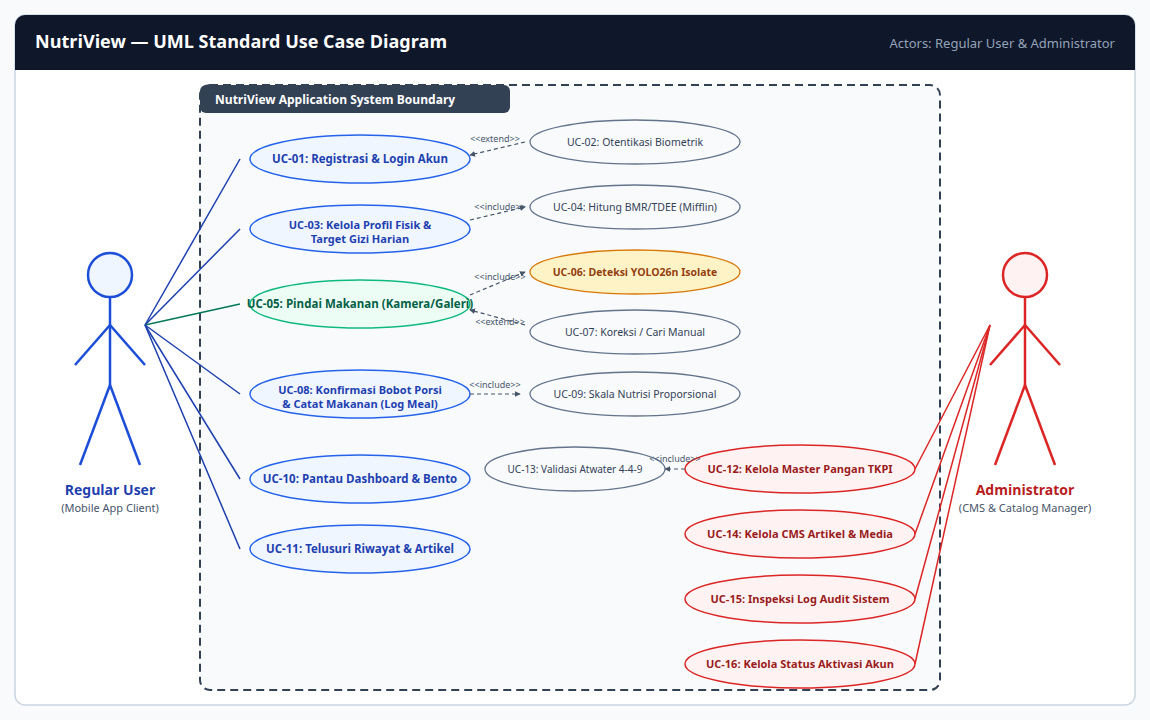 NutriView — UML Standard Use Case Diagram
Actors: Regular User & Administrator
NutriView Application System Boundary
UC-01: Registrasi & Login Akun
<<extend>>
UC-02: Otentikasi Biometrik
UC-03: Kelola Profil Fisik &
Target Gizi Harian
<<include>>
UC-04: Hitung BMR/TDEE (Mifflin)
UC-05: Pindai Makanan (Kamera/Galeri)
<<include>>
UC-06: Deteksi YOLO26n Isolate
<<extend>>
UC-07: Koreksi / Cari Manual
UC-08: Konfirmasi Bobot Porsi
& Catat Makanan (Log Meal)
<<include>>
UC-09: Skala Nutrisi Proporsional
UC-10: Pantau Dashboard & Bento
UC-13: Validasi Atwater 4-4-9
<<include>>
UC-12: Kelola Master Pangan TKPI
UC-11: Telusuri Riwayat & Artikel
UC-14: Kelola CMS Artikel & Media
UC-15: Inspeksi Log Audit Sistem
UC-16: Kelola Status Aktivasi Akun
Regular User
(Mobile App Client)
Administrator
(CMS & Catalog Manager)